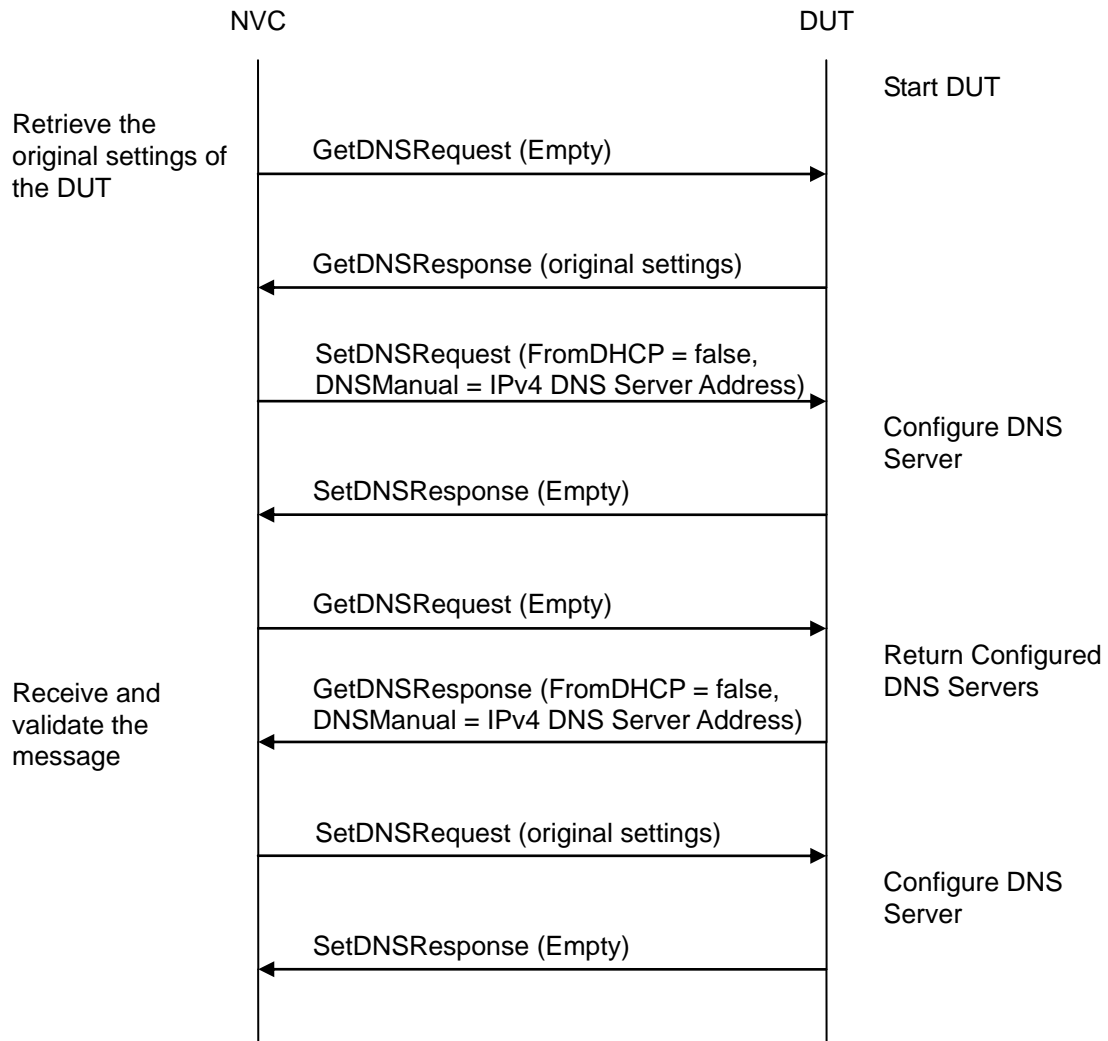 NVC
DUT
Start DUT
Retrieve the
original settings of
the DUT
GetDNSRequest (Empty)
GetDNSResponse (original settings)
SetDNSRequest (FromDHCP = false,
DNSManual = IPv4 DNS Server Address)
Configure DNS
Server
SetDNSResponse (Empty)
GetDNSRequest (Empty)
Return Configured
DNS Servers
Receive and
validate the
message
GetDNSResponse (FromDHCP = false,
DNSManual = IPv4 DNS Server Address)
SetDNSRequest (original settings)
Configure DNS
Server
SetDNSResponse (Empty)